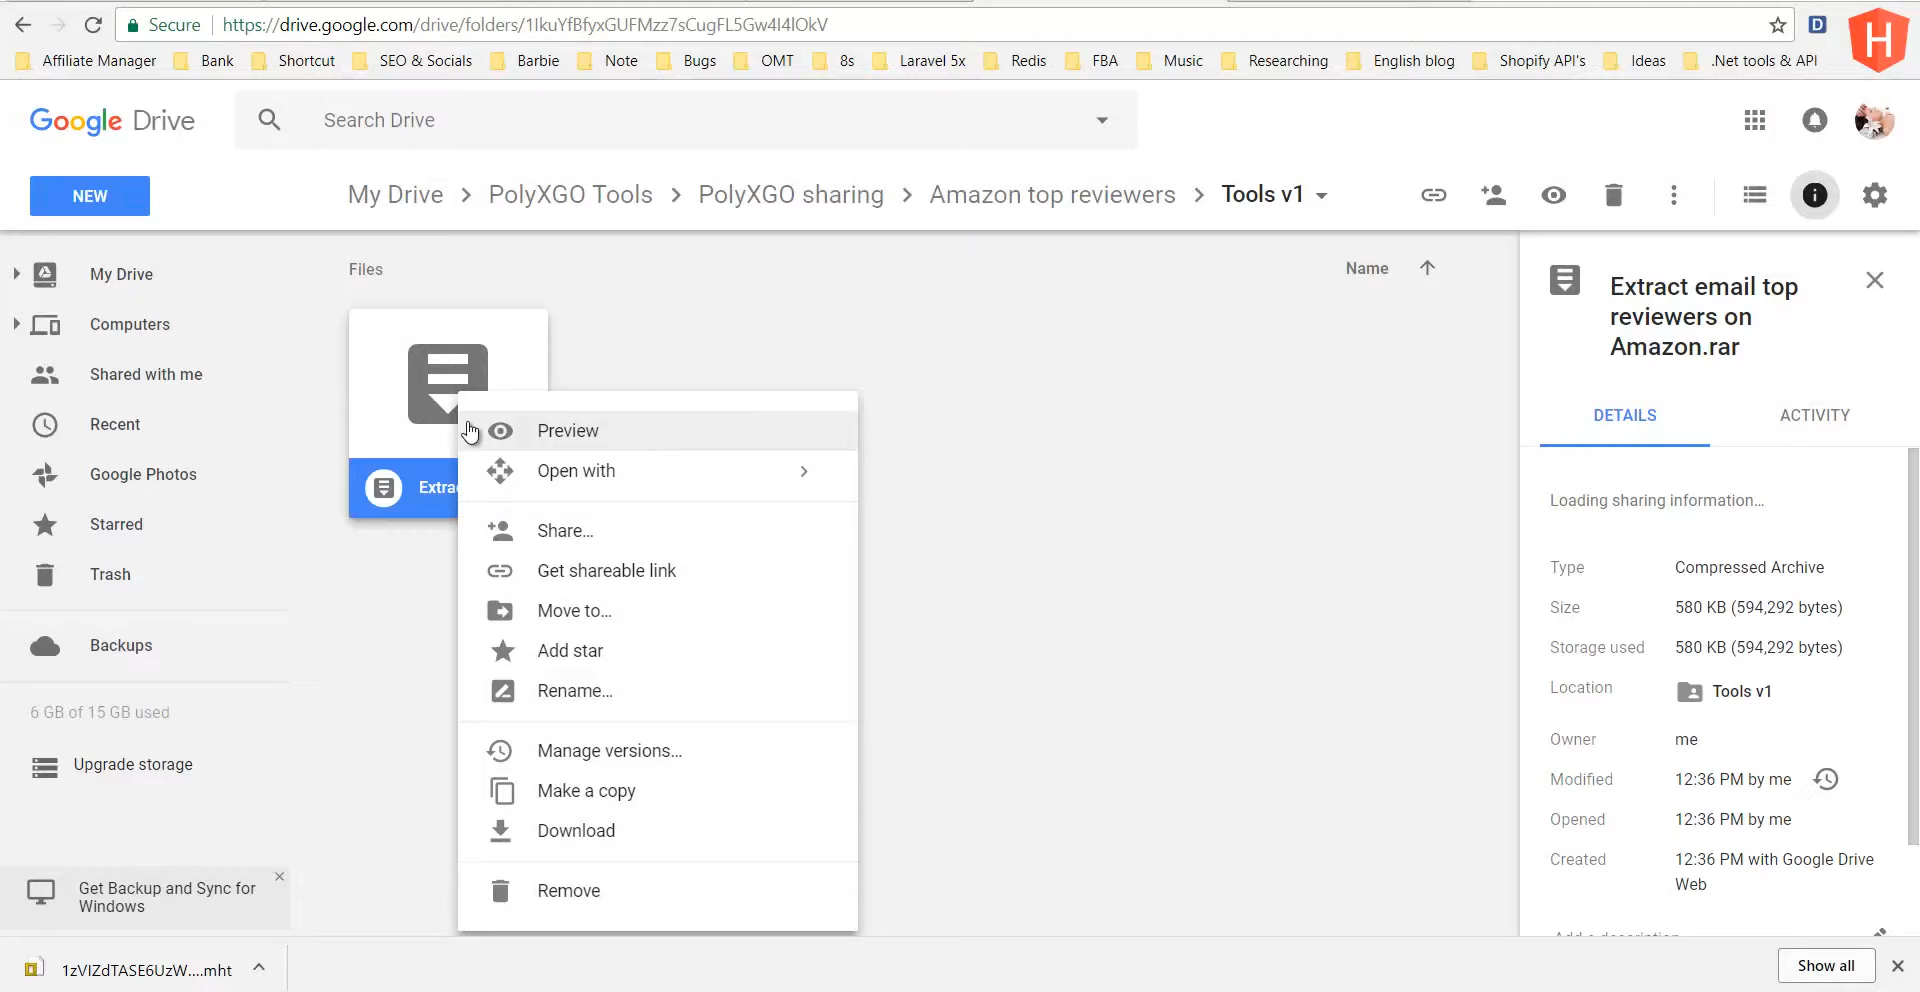 Secure
https://drive.google.com/drive/folders/1IkuYfBfyxGUFMzz7sCugFL5Gw4I4lOkV
D
H
Affiliate Manager
Bank
Shortcut
SEO & Socials
Barbie
Note
Bugs
OMT
8s
Laravel 5x
Redis
FBA
Music
Researching
English blog
Shopify API's
Ideas
.Net tools & API
Google Drive
Search Drive
NEW
My Drive > PolyXGO Tools > PolyXGO sharing > Amazon top reviewers > Tools v1
My Drive
Computers
Shared with me
Recent
Google Photos
Starred
Trash
Backups
6 GB of 15 GB used
Upgrade storage
Get Backup and Sync for
Windows
Files
Name
Extrac
Preview
Open with
Share...
Get shareable link
Move to...
Add star
Rename...
Manage versions...
Make a copy
Download
Remove
Extract email top
reviewers on
Amazon.rar
DETAILS
ACTIVITY
Loading sharing information...
Type Compressed Archive
Size 580 KB (594,292 bytes)
Storage used 580 KB (594,292 bytes)
Location Tools v1
Owner me
Modified 12:36 PM by me
Opened 12:36 PM by me
Created 12:36 PM with Google Drive
Web
Add a description
1zVIZdTASE6UzW....mht
Show all